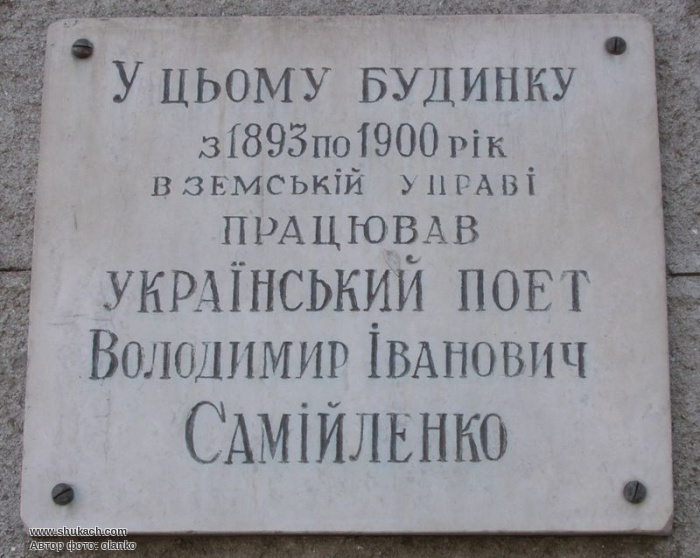 У ЦЬОМУ БУДИНКУ
З 1893 ПО 1900 РІК
В ЗЕМСЬКІЙ УПРАВІ
ПРАЦЮВАВ
УКРАЇНСЬКИЙ ПОЕТ
ВОЛОДИМИР ІВАНОВИЧ
САМІЙЛЕНКО
www.shukach.com
Автор фото: olanko